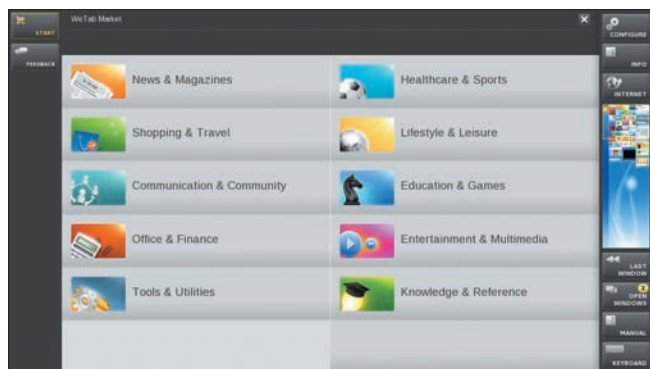 START
FEEDBACK
WeTab Market
News & Magazines
Healthcare & Sports
Shopping & Travel
Lifestyle & Leisure
Communication & Community
Education & Games
Office & Finance
Entertainment & Multimedia
Tools & Utilities
Knowledge & Reference
CONFIGURE
INFO
INTERNET
LAST
WINDOW
OPEN
WINDOWS
MANUAL
KEYBOARD